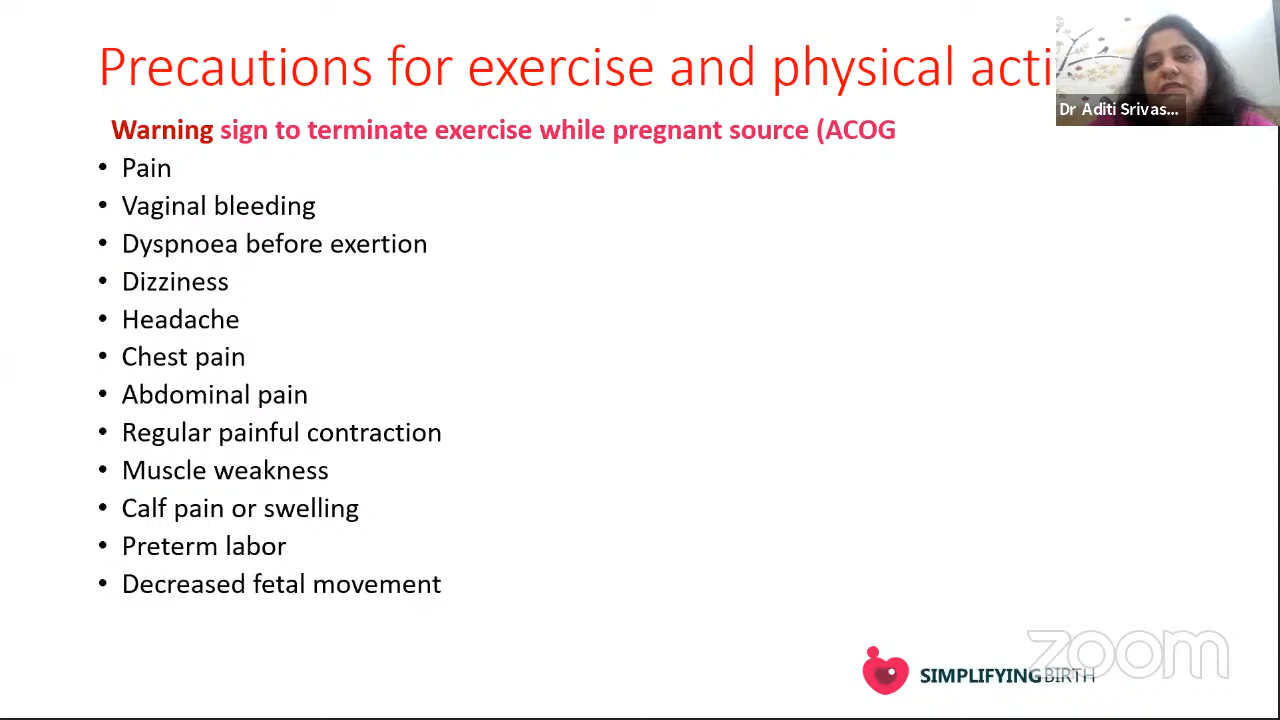 Precautions for exercise and physical acti
Dr Aditi Srivas...
Warning sign to terminate exercise while pregnant source (ACOG
• Pain
• Vaginal bleeding
• Dyspnoea before exertion
• Dizziness
• Headache
• Chest pain
• Abdominal pain
• Regular painful contraction
• Muscle weakness
• Calf pain or swelling
• Preterm labor
• Decreased fetal movement
zoom
SIMPLIFYINGBIRTH